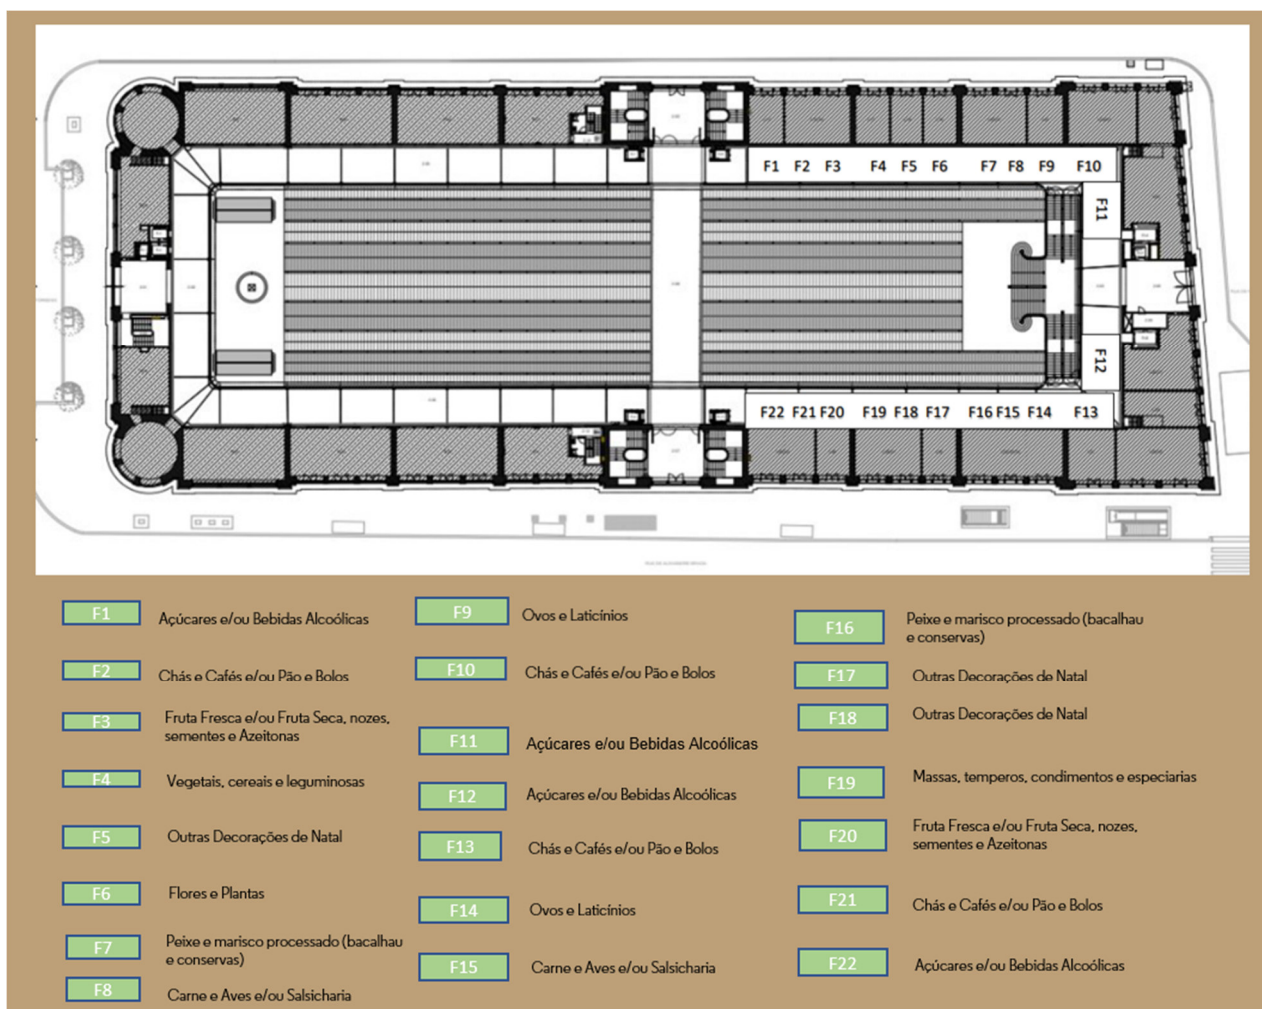 F1 F2 F3 F4 F5 F6 F7 F8 F9 F10
F11
F12
F22 F21 F20 F19 F18 F17 F16 F15 F14 F13
F1 Açúcares e/ou Bebidas Alcoólicas
F2 Chás e Cafés e/ou Pão e Bolos
F3 Fruta Fresca e/ou Fruta Seca, nozes,
sementes e Azeitonas
F4 Vegetais, cereais e leguminosas
F5 Outras Decorações de Natal
F6 Flores e Plantas
F7 Peixe e marisco processado (bacalhau
e conservas)
F8 Carne e Aves e/ou Salsicharia
F9 Ovos e Laticínios
F10 Chás e Cafés e/ou Pão e Bolos
F11 Açúcares e/ou Bebidas Alcoólicas
F12 Açúcares e/ou Bebidas Alcoólicas
F13 Chás e Cafés e/ou Pão e Bolos
F14 Ovos e Laticínios
F15 Carne e Aves e/ou Salsicharia
F16 Peixe e marisco processado (bacalhau
e conservas)
F17 Outras Decorações de Natal
F18 Outras Decorações de Natal
F19 Massas, temperos, condimentos e especiarias
F20 Fruta Fresca e/ou Fruta Seca, nozes,
sementes e Azeitonas
F21 Chás e Cafés e/ou Pão e Bolos
F22 Açúcares e/ou Bebidas Alcoólicas